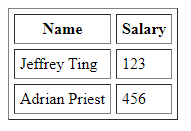 Name Salary
Jeffrey Ting 123
Adrian Priest 456